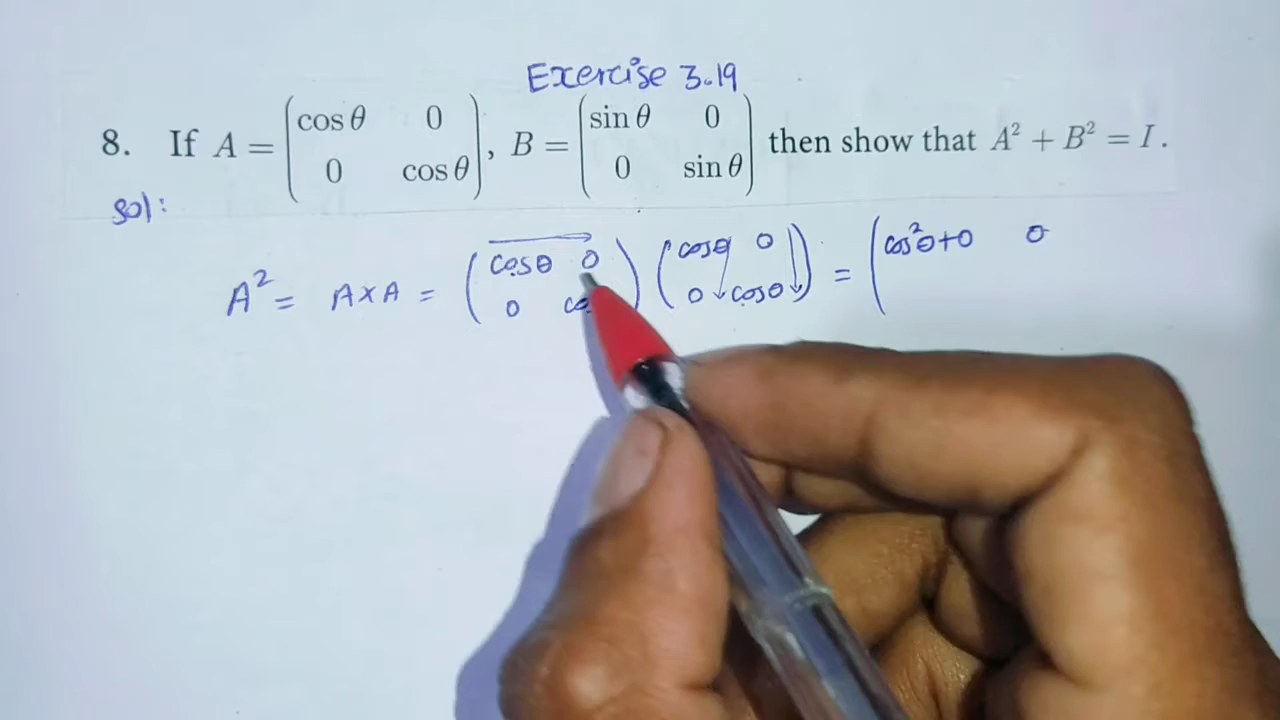 Exercise 3.19
8. If A = (cos θ 0 0 cos θ), B = (sin θ 0 0 sin θ) then show that A² + B² = I.
Sol:
A² = A×A = (cosθ 0 0 co) (cosθ 0 0 cosθ) = (cos²θ+0 0